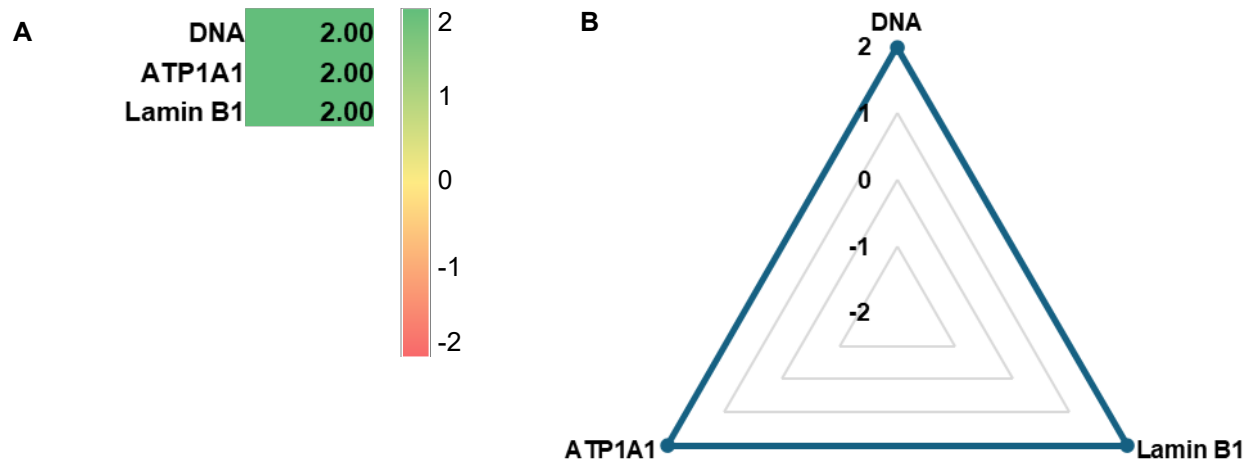 A
DNA 2.00
ATP1A1 2.00
Lamin B1 2.00
2
1
0
-1
-2
B
DNA
2
1
0
-1
-2
ATP1A1
Lamin B1